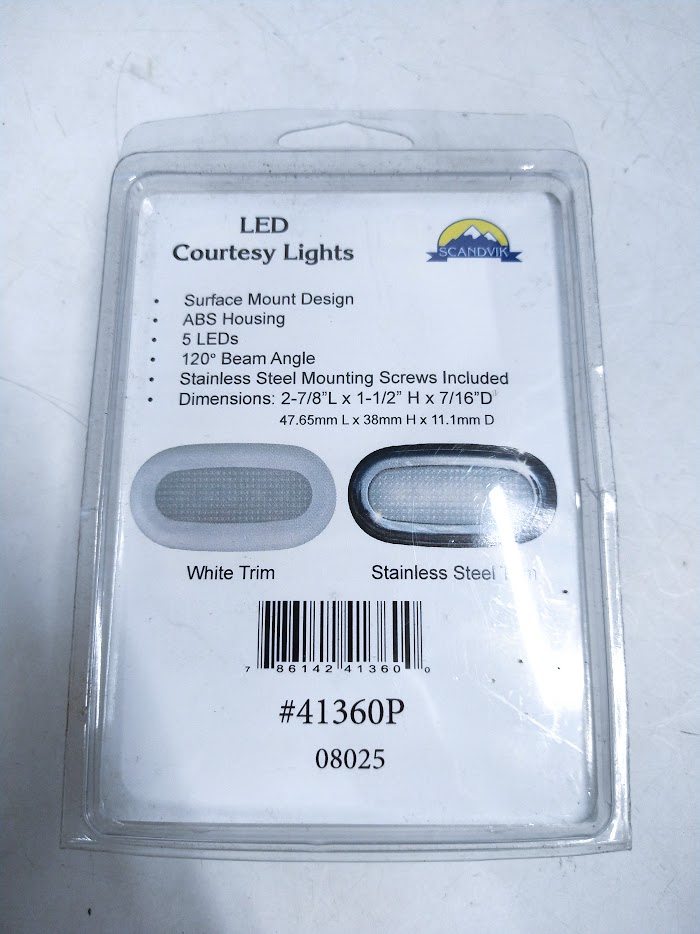 LED
Courtesy Lights
SCANDVIK
• Surface Mount Design
• ABS Housing
• 5 LEDs
• 120° Beam Angle
• Stainless Steel Mounting Screws Included
• Dimensions: 2-7/8”L x 1-1/2” H x 7/16”D
47.65mm L x 38mm H x 11.1mm D
White Trim
Stainless Steel Trim
7 86142 41360 0
#41360P
08025